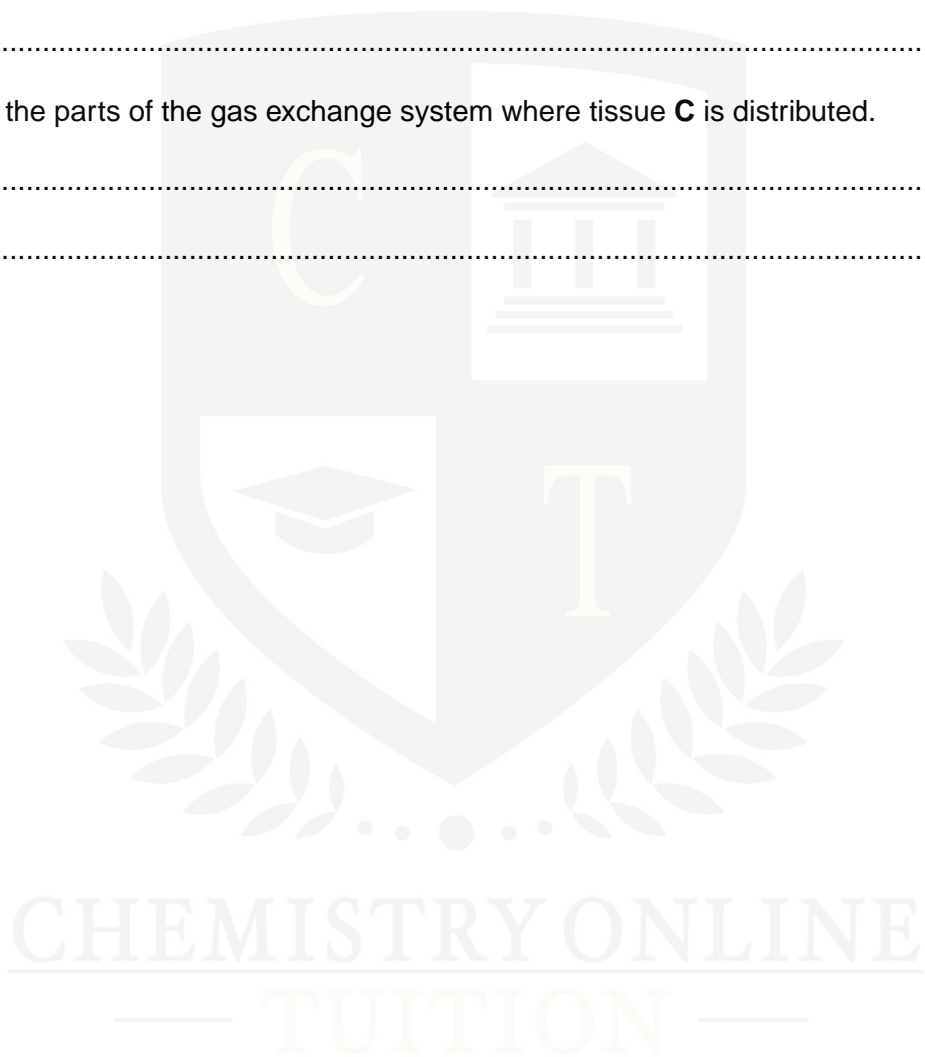 ................................................................................................................
the parts of the gas exchange system where tissue C is distributed.
................................................................................................................
................................................................................................................
C
T
CHEMISTRY ONLINE
— TUITION —